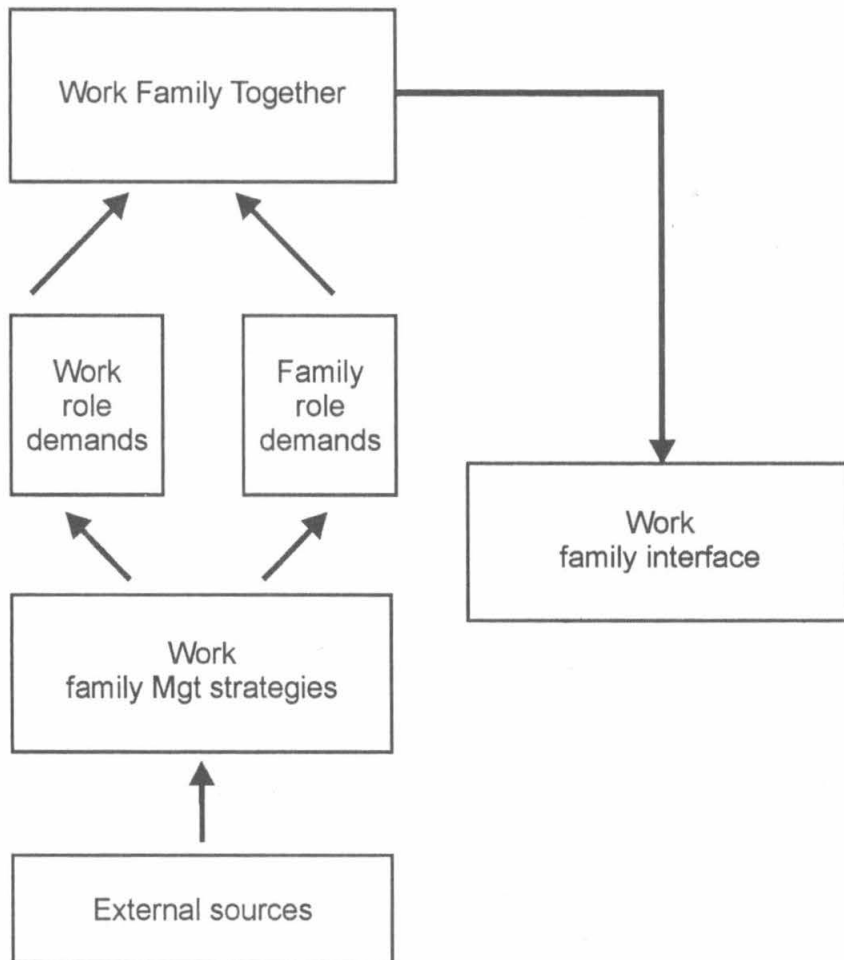 Work Family Together
Work
role
demands
Family
role
demands
Work
family interface
Work
family Mgt strategies
External sources